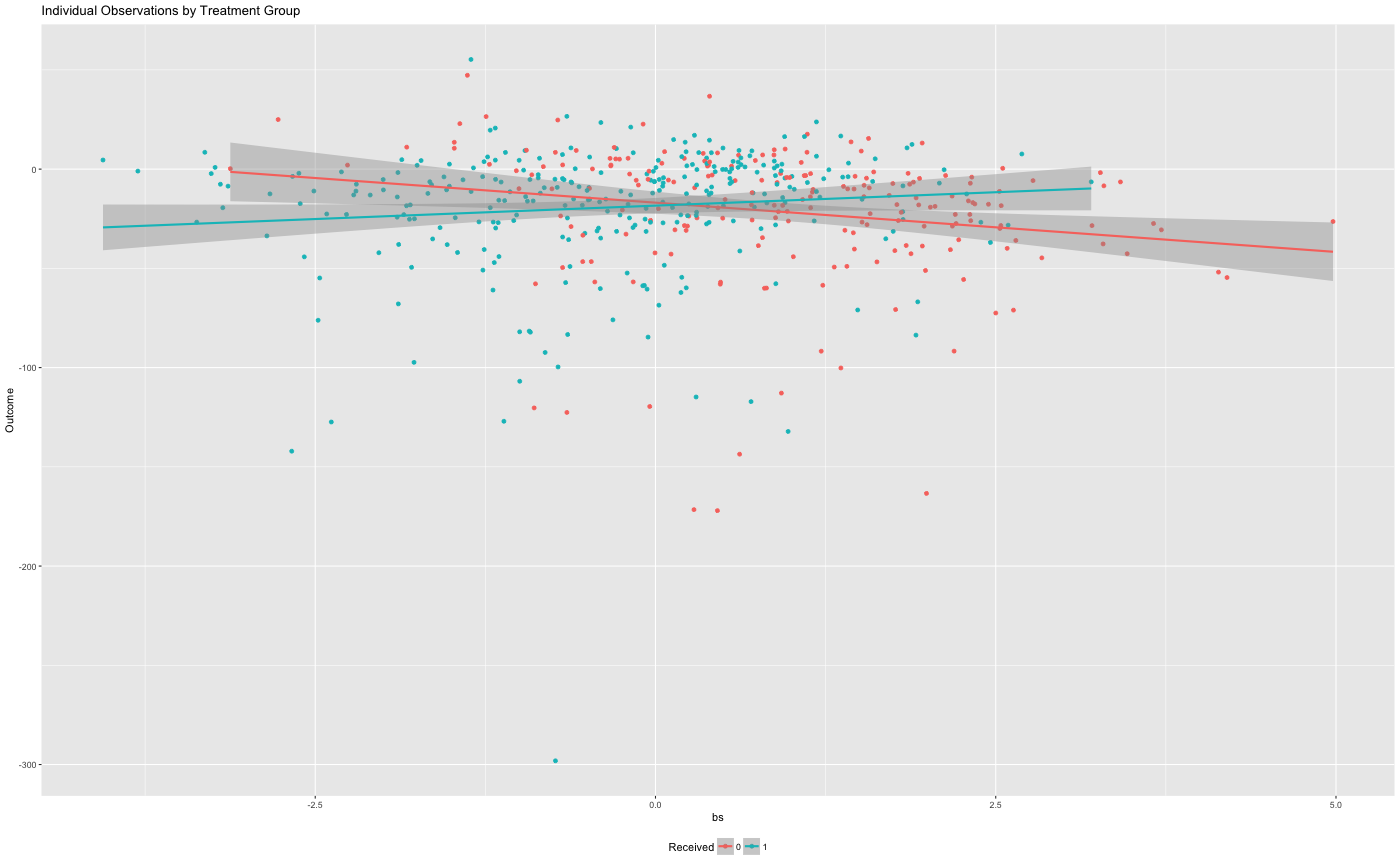 Individual Observations by Treatment Group
0
-100
-200
-300
Outcome
-2.5 0.0 2.5 5.0
bs
Received 0 1